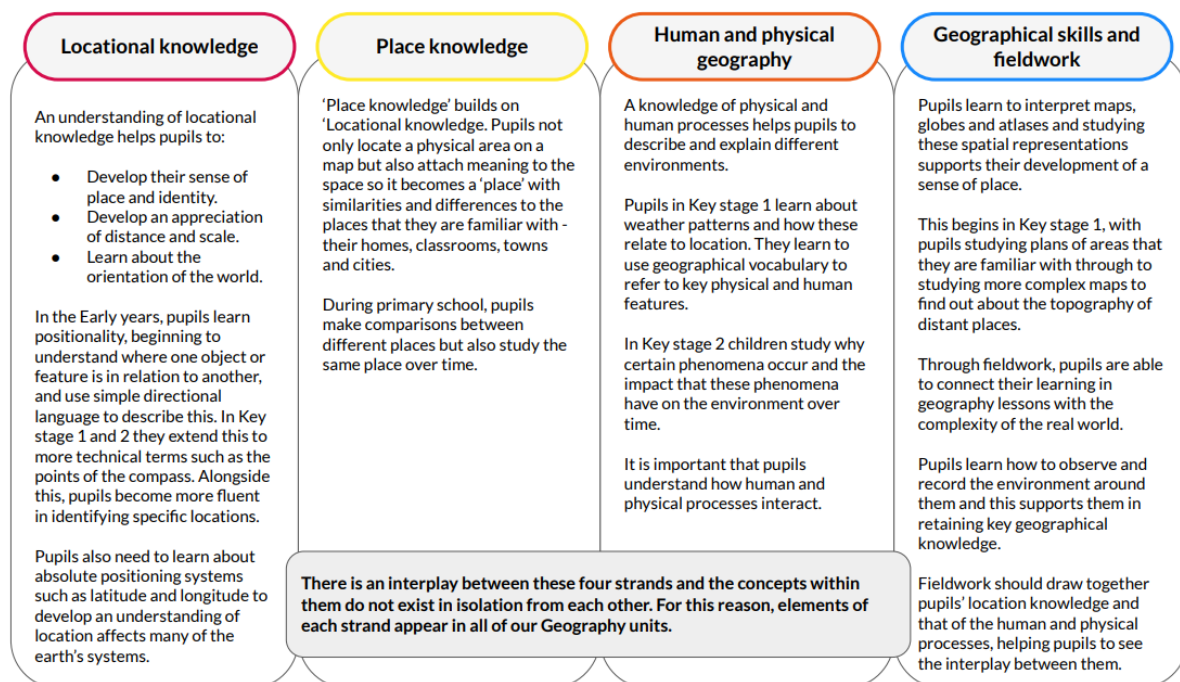 Locational knowledge
An understanding of locational
knowledge helps pupils to:
● Develop their sense of
place and identity.
● Develop an appreciation
of distance and scale.
● Learn about the
orientation of the world.
In the Early years, pupils learn
positionality, beginning to
understand where one object or
feature is in relation to another,
and use simple directional
language to describe this. In Key
stage 1 and 2 they extend this to
more technical terms such as the
points of the compass. Alongside
this, pupils become more fluent
in identifying specific locations.
Pupils also need to learn about
absolute positioning systems
such as latitude and longitude to
develop an understanding of
location affects many of the
earth's systems.
Place knowledge
‘Place knowledge’ builds on
‘Locational knowledge. Pupils not
only locate a physical area on a
map but also attach meaning to the
space so it becomes a ‘place’ with
similarities and differences to the
places that they are familiar with -
their homes, classrooms, towns
and cities.
During primary school, pupils
make comparisons between
different places but also study the
same place over time.
Human and physical
geography
A knowledge of physical and
human processes helps pupils to
describe and explain different
environments.
Pupils in Key stage 1 learn about
weather patterns and how these
relate to location. They learn to
use geographical vocabulary to
refer to key physical and human
features.
In Key stage 2 children study why
certain phenomena occur and the
impact that these phenomena
have on the environment over
time.
It is important that pupils
understand how human and
physical processes interact.
Geographical skills and
fieldwork
Pupils learn to interpret maps,
globes and atlases and studying
these spatial representations
supports their development of a
sense of place.
This begins in Key stage 1, with
pupils studying plans of areas that
they are familiar with through to
studying more complex maps to
find out about the topography of
distant places.
Through fieldwork, pupils are able
to connect their learning in
geography lessons with the
complexity of the real world.
Pupils learn how to observe and
record the environment around
them and this supports them in
retaining key geographical
knowledge.
Fieldwork should draw together
pupils’ location knowledge and
that of the human and physical
processes, helping pupils to see
the interplay between them.
There is an interplay between these four strands and the concepts within
them do not exist in isolation from each other. For this reason, elements of
each strand appear in all of our Geography units.